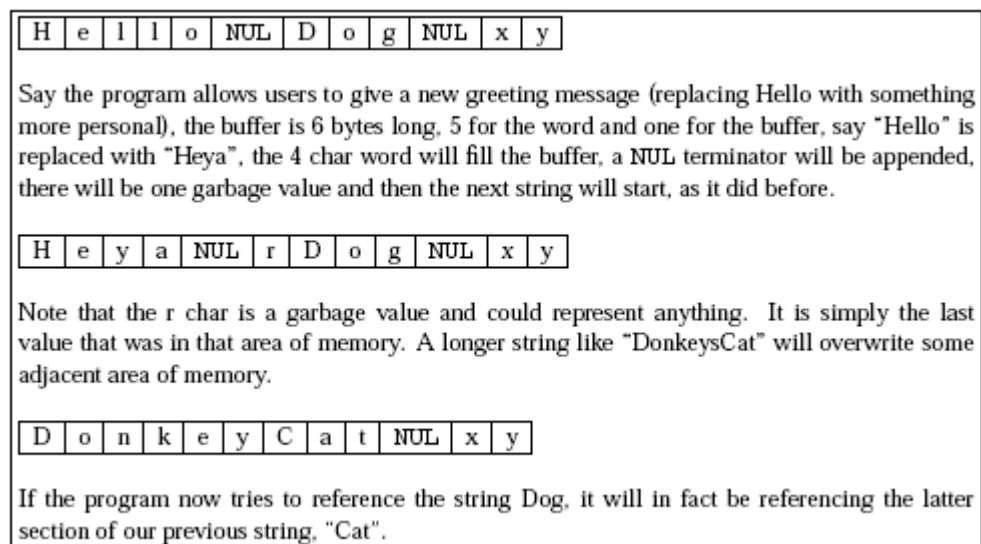 H e l l o NUL D o g NUL x y
Say the program allows users to give a new greeting message (replacing Hello with something
more personal), the buffer is 6 bytes long, 5 for the word and one for the buffer, say "Hello" is
replaced with "Heya", the 4 char word will fill the buffer, a NUL terminator will be appended,
there will be one garbage value and then the next string will start, as it did before.
H e y a NUL r D o g NUL x y
Note that the r char is a garbage value and could represent anything. It is simply the last
value that was in that area of memory. A longer string like "DonkeysCat" will overwrite some
adjacent area of memory.
D o n k e y C a t NUL x y
If the program now tries to reference the string Dog, it will in fact be referencing the latter
section of our previous string, "Cat".